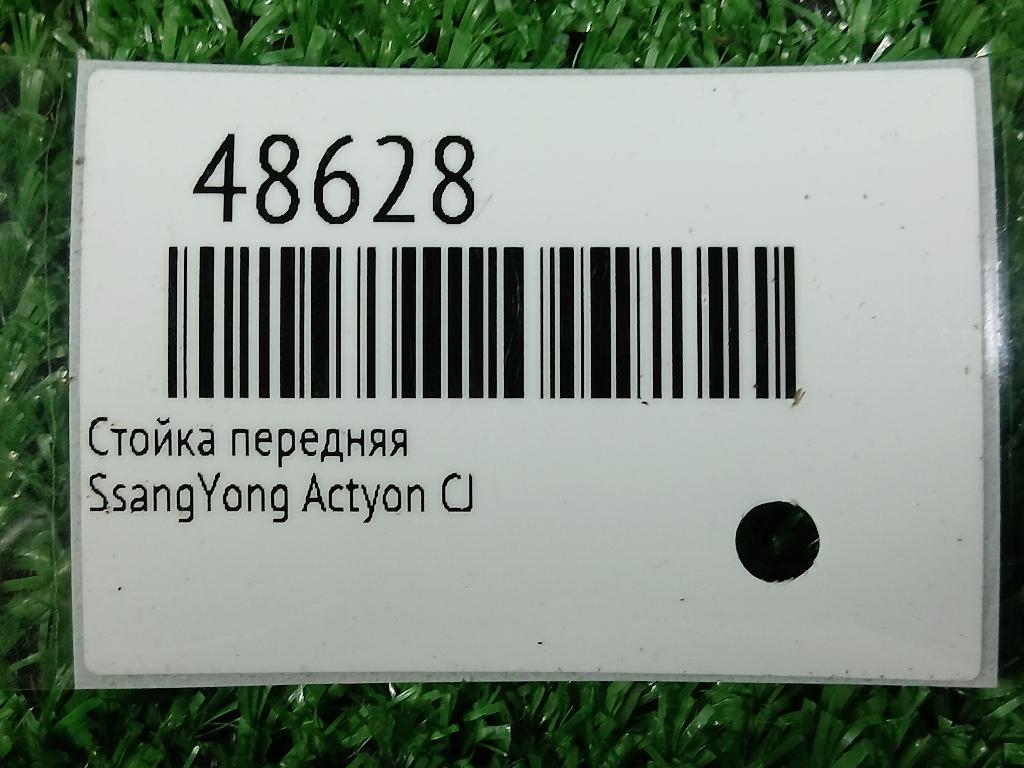 48628
Стойка передняя
SsangYong Actyon CJ